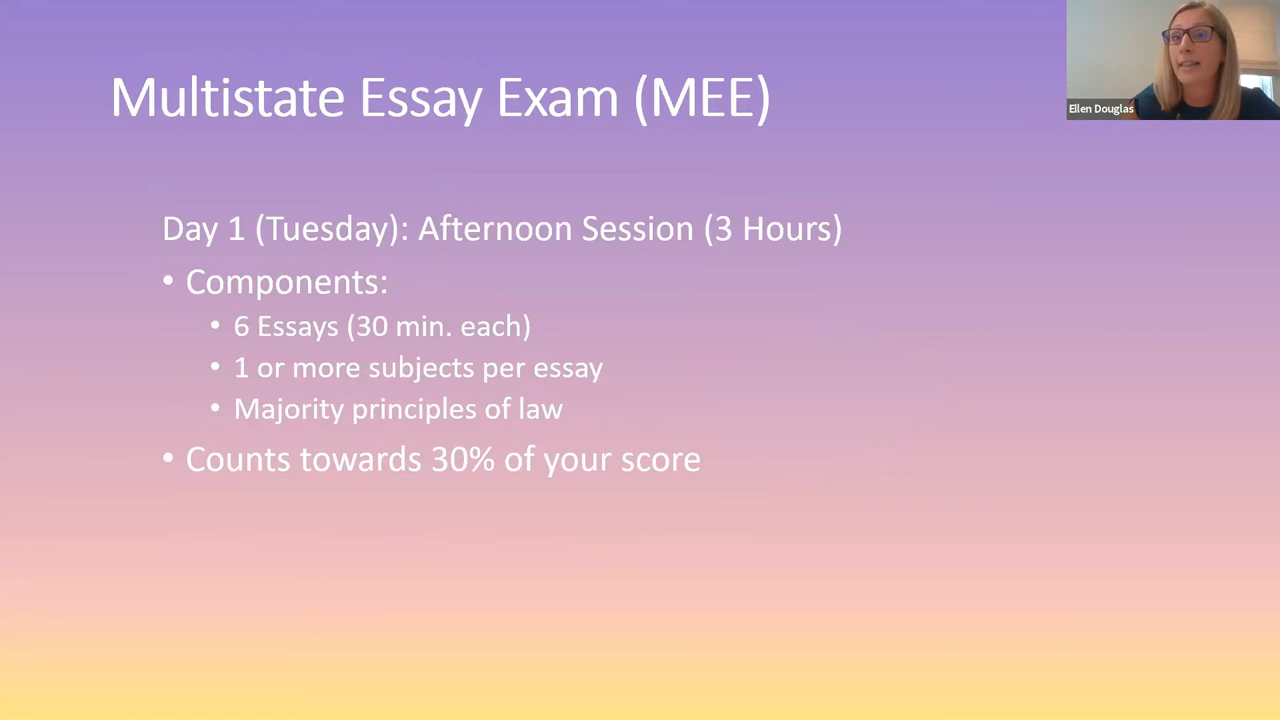 Multistate Essay Exam (MEE)
Ellen Douglas
Day 1 (Tuesday): Afternoon Session (3 Hours)
• Components:
• 6 Essays (30 min. each)
• 1 or more subjects per essay
• Majority principles of law
• Counts towards 30% of your score